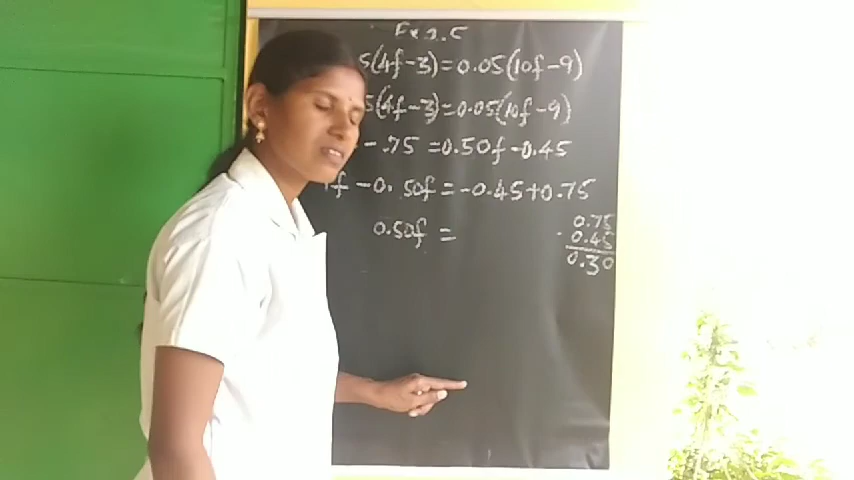 Ex 2.5
5(4f-3)=0.05(10f-9)
5(4f-3)=0.05(10f-9)
-.75=0.50f-0.45
f-0.50f=-0.45+0.75
0.50f=
0.75
- 0.45
0.30